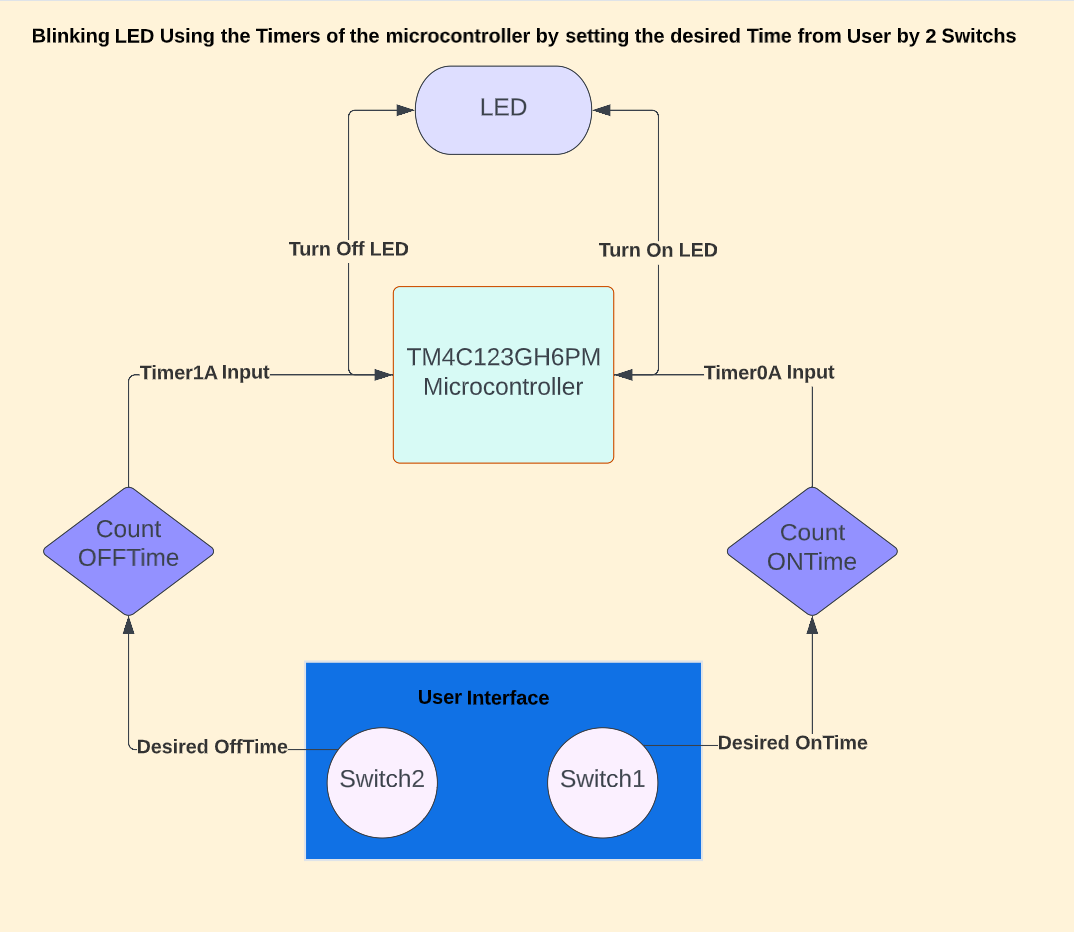 Blinking LED Using the Timers of the microcontroller by setting the desired Time from User by 2 Switchs
LED
Turn Off LED
Turn On LED
TM4C123GH6PM
Microcontroller
Timer1A Input
Timer0A Input
Count
OFFTime
Count
ONTime
User Interface
Desired OffTime
Desired OnTime
Switch2
Switch1